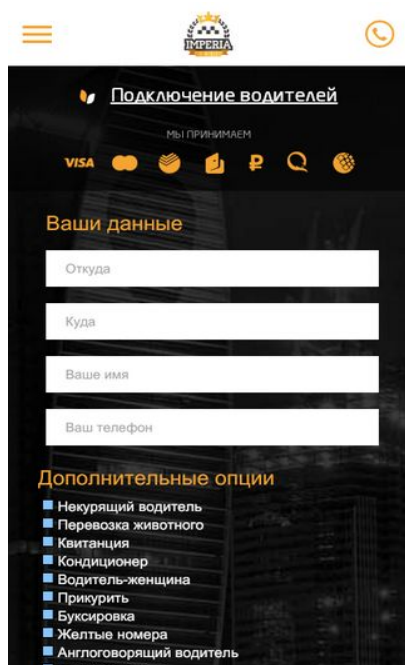 IMPERIA
Подключение водителей
МЫ ПРИНИМАЕМ
VISA
Ваши данные
Откуда
Куда
Ваше имя
Ваш телефон
Дополнительные опции
Некурящий водитель
Перевозка животного
Квитанция
Кондиционер
Водитель-женщина
Прикурить
Буксировка
Желтые номера
Англоговорящий водитель